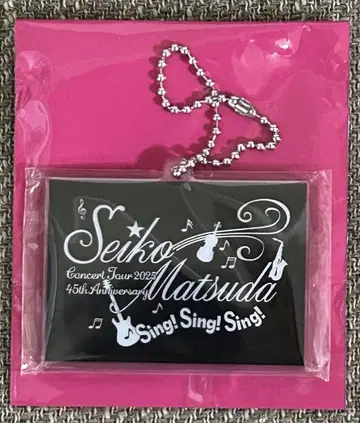 Seiko
Concert Tour 2025
Matsuda
45th Anniversary
Sing! Sing! Sing!